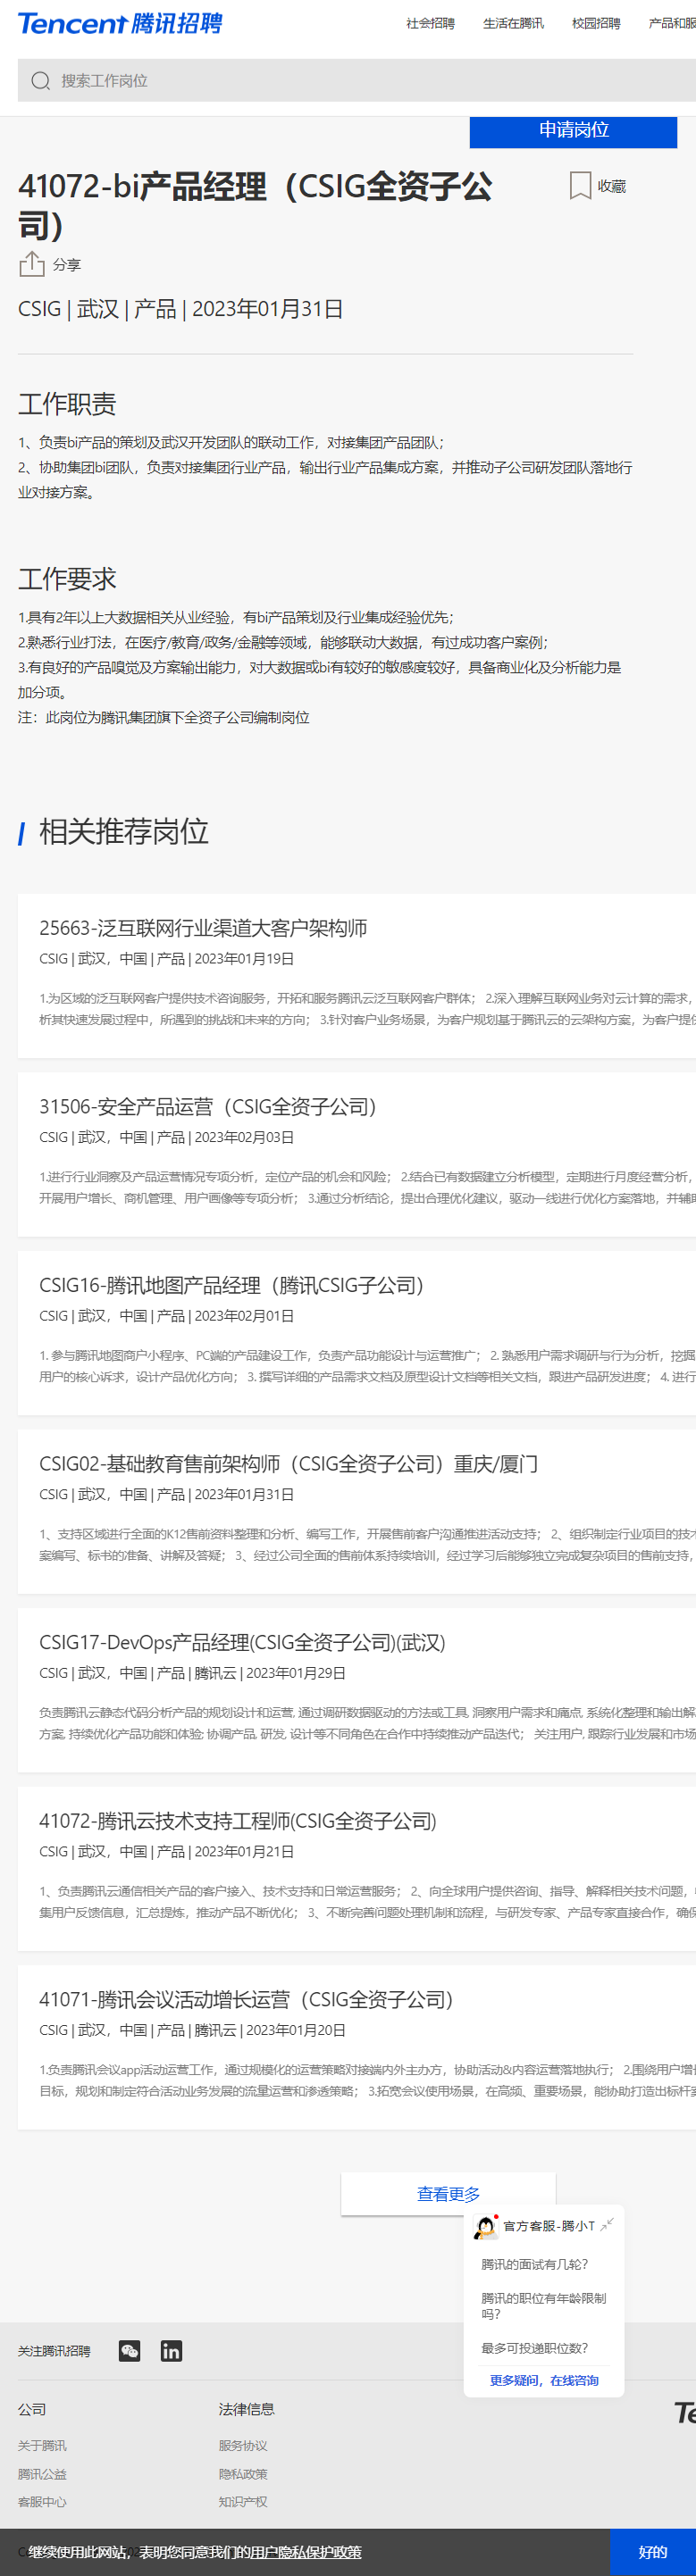 Tencent 腾讯招聘
社会招聘 生活在腾讯 校园招聘 产品和服
搜索工作岗位
申请岗位
41072-bi产品经理（CSIG全资子公
司）
收藏
分享
CSIG | 武汉 | 产品 | 2023年01月31日
工作职责
1、负责bi产品的策划及武汉开发团队的联动工作，对接集团产品团队；
2、协助集团bi团队，负责对接集团行业产品，输出行业产品集成方案，并推动子公司研发团队落地行
业对接方案。
工作要求
1.具有2年以上大数据相关从业经验，有bi产品策划及行业集成经验优先；
2.熟悉行业打法，在医疗/教育/政务/金融等领域，能够联动大数据，有过成功客户案例；
3.有良好的产品嗅觉及方案输出能力，对大数据或bi有较好的敏感度较好，具备商业化及分析能力是
加分项。
注：此岗位为腾讯集团旗下全资子公司编制岗位
相关推荐岗位
25663-泛互联网行业渠道大客户架构师
CSIG | 武汉，中国 | 产品 | 2023年01月19日
1.为区域的泛互联网客户提供技术咨询服务，开拓和服务腾讯云泛互联网客户群体； 2.深入理解互联网业务对云计算的需求，
析其快速发展过程中，所遇到的挑战和未来的方向； 3.针对客户业务场景，为客户规划基于腾讯云的云架构方案，为客户提供
31506-安全产品运营（CSIG全资子公司）
CSIG | 武汉，中国 | 产品 | 2023年02月03日
1.进行行业洞察及产品运营情况专项分析，定位产品的机会和风险； 2.结合已有数据建立分析模型，定期进行月度经营分析，
开展用户增长、商机管理、用户画像等专项分析； 3.通过分析结论，提出合理优化建议，驱动一线进行优化方案落地，并辅助
CSIG16-腾讯地图产品经理（腾讯CSIG子公司）
CSIG | 武汉，中国 | 产品 | 2023年02月01日
1. 参与腾讯地图商户小程序、PC端的产品建设工作，负责产品功能设计与运营推广； 2. 熟悉用户需求调研与行为分析，挖掘
用户的核心诉求，设计产品优化方向； 3. 撰写详细的产品需求文档及原型设计文档等相关文档，跟进产品研发进度； 4. 进行
CSIG02-基础教育售前架构师（CSIG全资子公司）重庆/厦门
CSIG | 武汉，中国 | 产品 | 2023年01月31日
1、支持区域进行全面的K12售前资料整理和分析、编写工作，开展售前客户沟通推进活动支持； 2、组织制定行业项目的技术
案编写、标书的准备、讲解及答疑； 3、经过公司全面的售前体系持续培训，经过学习后能够独立完成复杂项目的售前支持，
CSIG17-DevOps产品经理(CSIG全资子公司)(武汉)
CSIG | 武汉，中国 | 产品 | 腾讯云 | 2023年01月29日
负责腾讯云静态代码分析产品的规划设计和运营, 通过调研数据驱动的方法或工具, 洞察用户需求和痛点, 系统化整理和输出解
方案, 持续优化产品功能和体验; 协调产品, 研发, 设计等不同角色在合作中持续推动产品迭代； 关注用户, 跟踪行业发展和市场
41072-腾讯云技术支持工程师(CSIG全资子公司)
CSIG | 武汉，中国 | 产品 | 2023年01月21日
1、负责腾讯云通信相关产品的客户接入、技术支持和日常运营服务； 2、向全球用户提供咨询、指导、解释相关技术问题，
集用户反馈信息，汇总提炼，推动产品不断优化； 3、不断完善问题处理机制和流程，与研发专家、产品专家直接合作，确保
41071-腾讯会议活动增长运营（CSIG全资子公司）
CSIG | 武汉，中国 | 产品 | 腾讯云 | 2023年01月20日
1.负责腾讯会议app活动运营工作，通过规模化的运营策略对接端内外主办方，协助活动&内容运营落地执行； 2.围绕用户增长
目标，规划和制定符合活动业务发展的流量运营和渗透策略； 3.拓宽会议使用场景，在高频、重要场景，能协助打造出标杆案
查看更多
官方客服-腾小T
腾讯的面试有几轮？
腾讯的职位有年龄限制
吗？
最多可投递职位数？
更多疑问，在线咨询
关注腾讯招聘
公司 法律信息
关于腾讯 服务协议
腾讯公益 隐私政策
客服中心 知识产权
继续使用此网站，表明您同意我们的用户隐私保护政策
好的